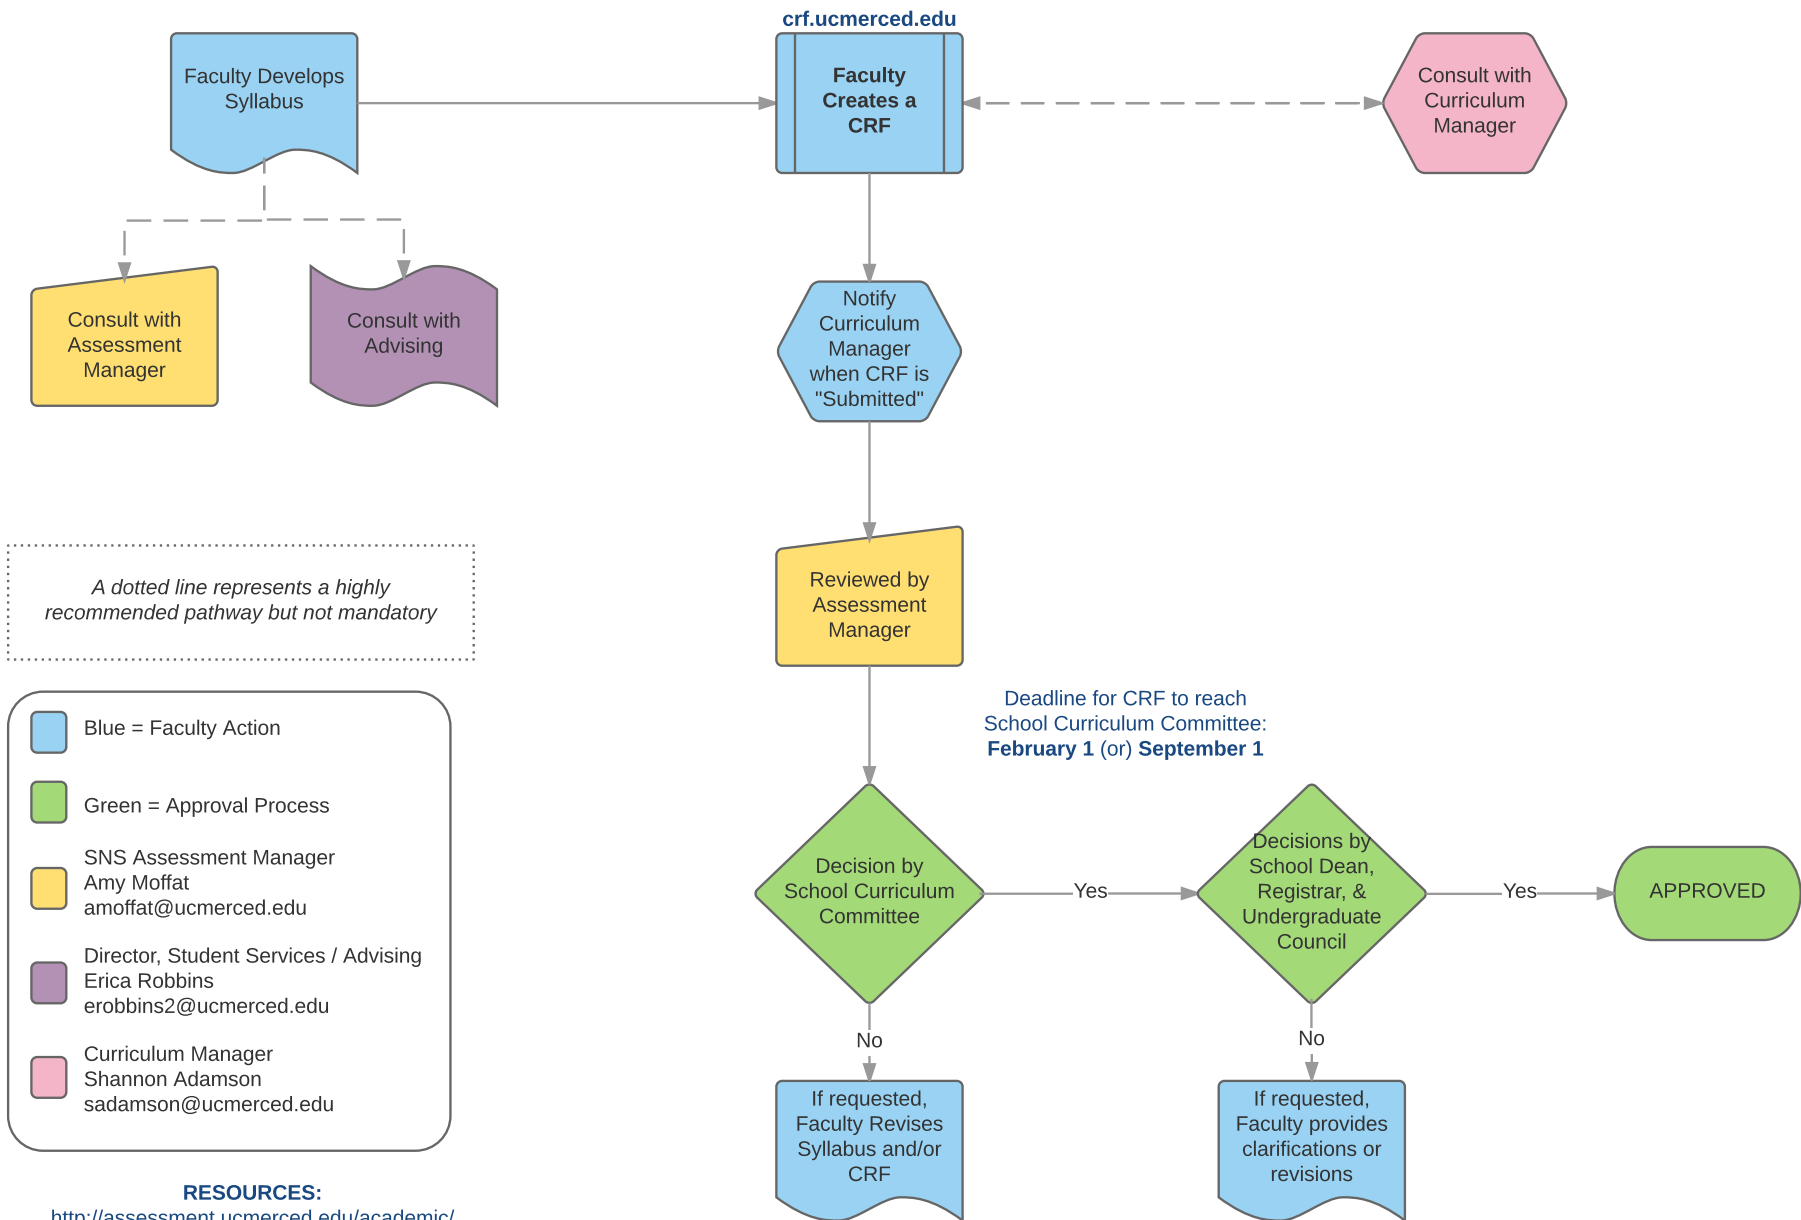 crf.ucmerced.edu
Faculty Develops
Syllabus
Faculty
Creates a
CRF
Consult with
Curriculum
Manager
Consult with
Assessment
Manager
Consult with
Advising
Notify
Curriculum
Manager
when CRF is
"Submitted"
A dotted line represents a highly
recommended pathway but not mandatory
Reviewed by
Assessment
Manager
Deadline for CRF to reach
School Curriculum Committee:
February 1 (or) September 1
Blue = Faculty Action
Green = Approval Process
SNS Assessment Manager
Amy Moffat
amoffat@ucmerced.edu
Director, Student Services / Advising
Erica Robbins
erobbins2@ucmerced.edu
Curriculum Manager
Shannon Adamson
sadamson@ucmerced.edu
Decision by
School Curriculum
Committee
Yes
Decisions by
School Dean,
Registrar, &
Undergraduate
Council
Yes
APPROVED
No
No
If requested,
Faculty Revises
Syllabus and/or
CRF
If requested,
Faculty provides
clarifications or
revisions
RESOURCES:
http://assessment.ucmerced.edu/academic/